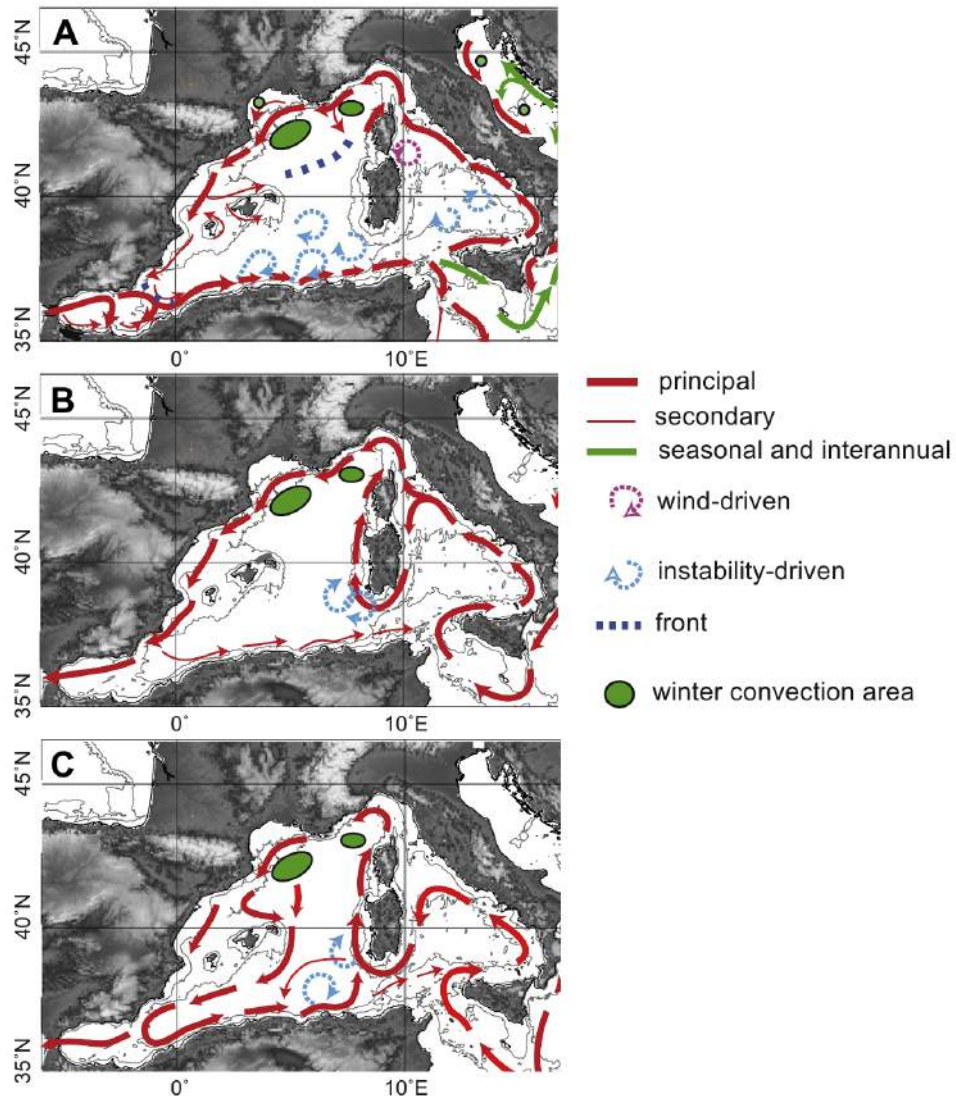 A
45°N
40°N
35°N
0°
10°E
B
45°N
40°N
35°N
0°
10°E
principal
secondary
seasonal and interannual
wind-driven
instability-driven
front
winter convection area
C
45°N
40°N
35°N
0°
10°E